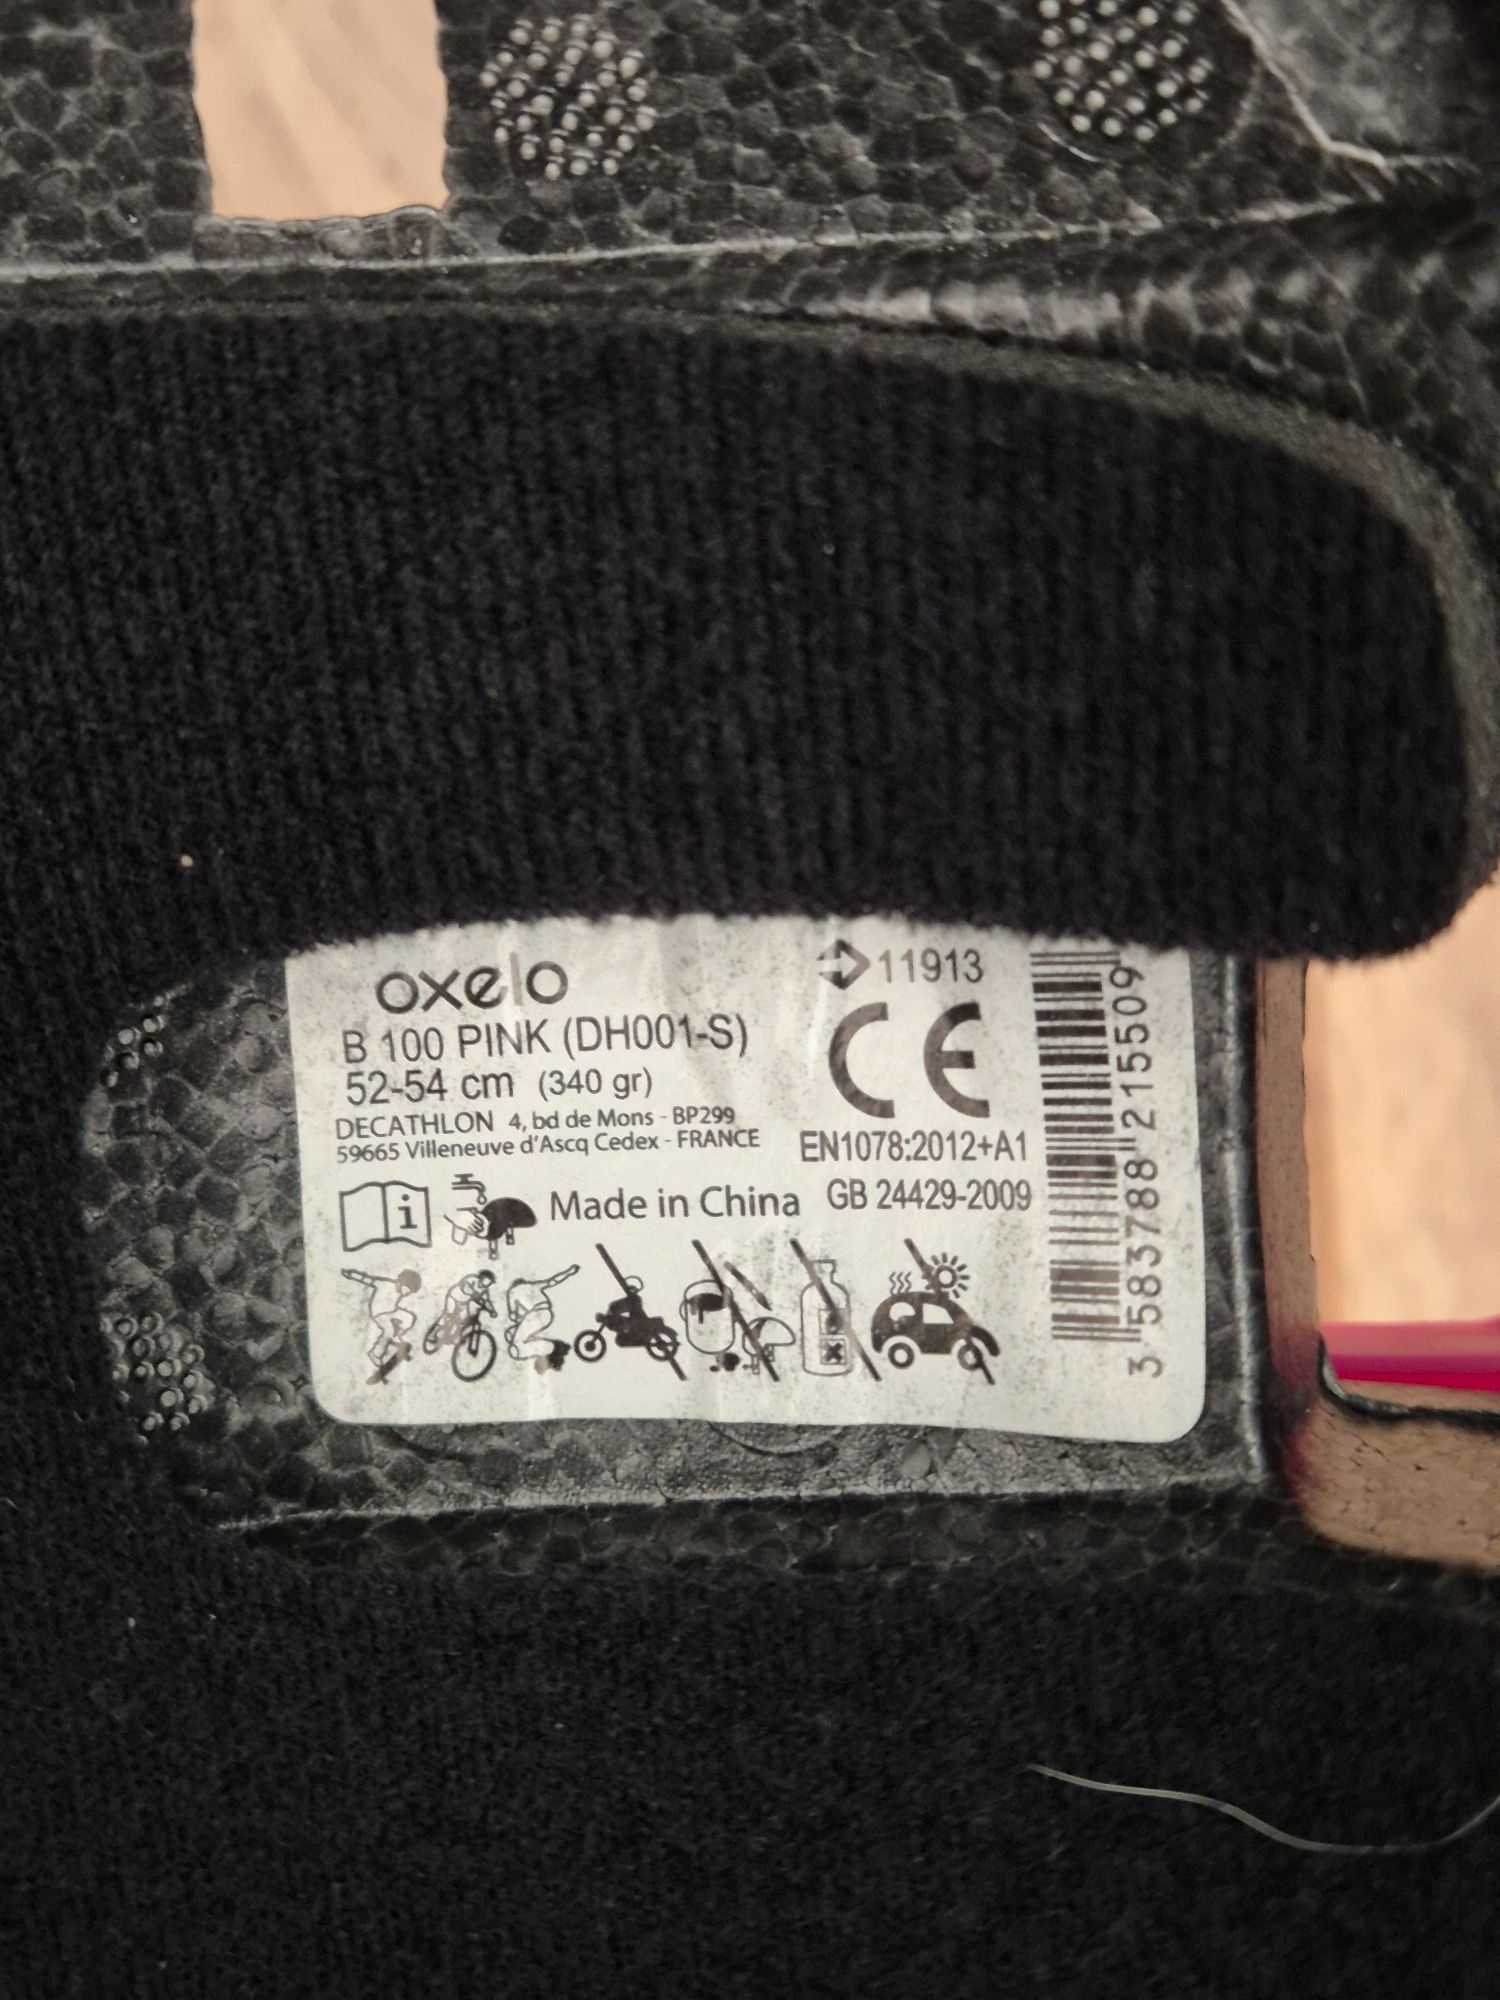 oxelo
B 100 PINK (DH001-S)
52-54 cm (340 gr)
DECATHLON 4, bd de Mons - BP299
59665 Villeneuve d'Ascq Cedex - FRANCE
i
Made in China
11913
CE
EN1078:2012+A1
GB 24429-2009
3 583788 215509